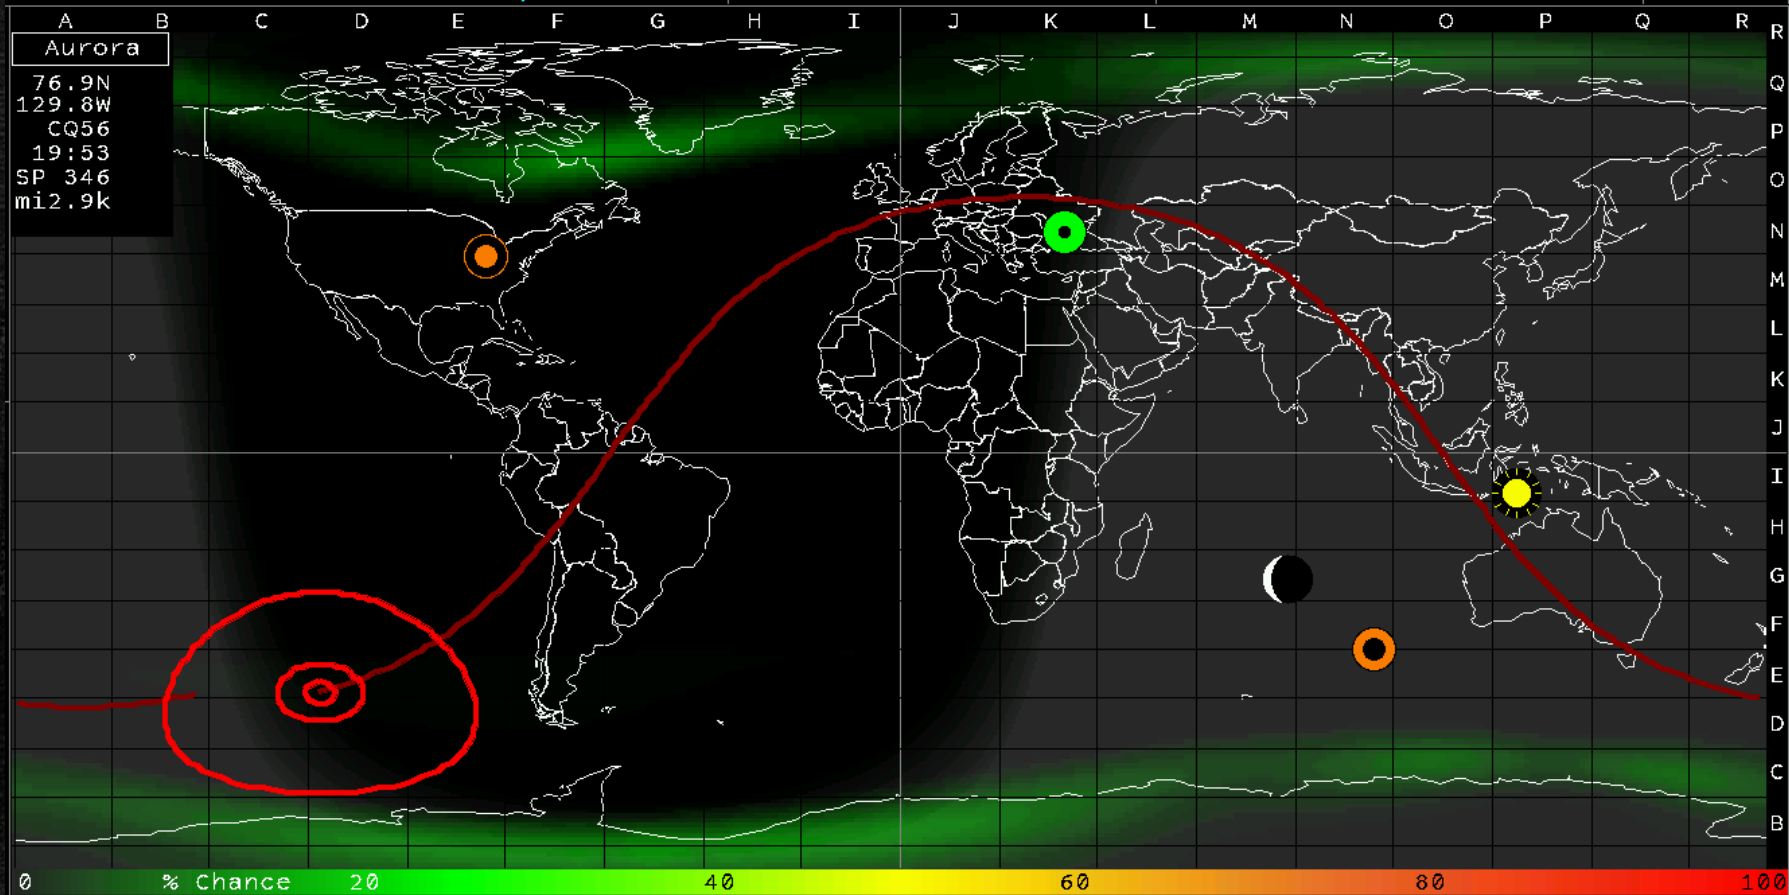 A B C D E F G H I J K L M N O P Q R
R
Aurora
76.9N
Q
129.8W
CQ56
P
19:53
SP 346
O
mi2.9k
N
M
L
K
J
I
H
G
F
E
D
C
B
0 % Chance 20 40 60 80 100